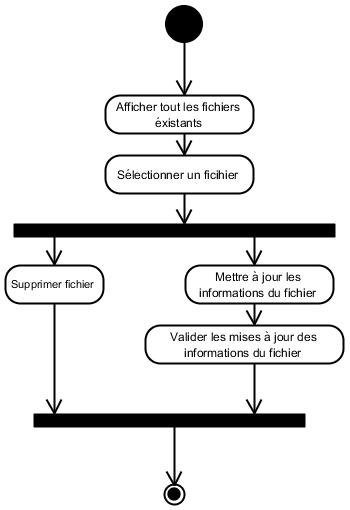 Afficher tout les fichiers
éxistants
Sélectionner un ficihier
Supprimer fichier
Mettre à jour les
informations du fichier
Valider les mises à jour des
informations du fichier